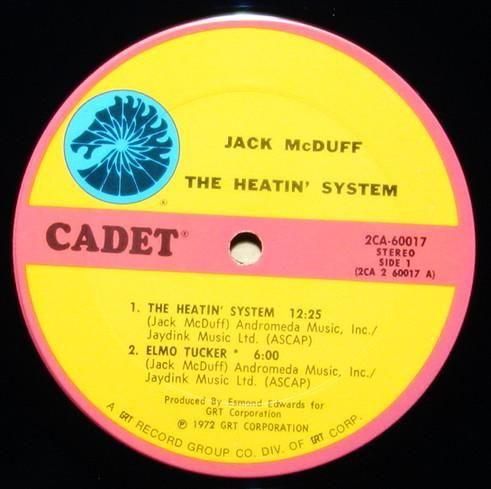 JACK McDUFF
THE HEATIN' SYSTEM
®
CADET®
2CA-60017
STEREO
SIDE 1
(2CA 2 60017 A)
1. THE HEATIN' SYSTEM 12:25
(Jack McDuff) Andromeda Music, Inc./
Jaydink Music Ltd. (ASCAP)
2. ELMO TUCKER * 6:00
(Jack McDuff) Andromeda Music, Inc./
Jaydink Music Ltd. (ASCAP)
Produced By Esmond Edwards for
GRT Corporation
Ⓟ 1972 GRT CORPORATION
A GRT RECORD GROUP CO. DIV. OF GRT CORP.